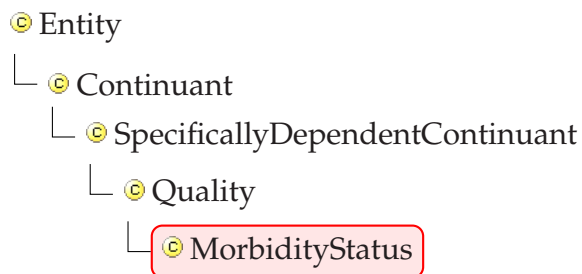 © Entity
© Continuant
© SpecificallyDependentContinuant
© Quality
© MorbidityStatus